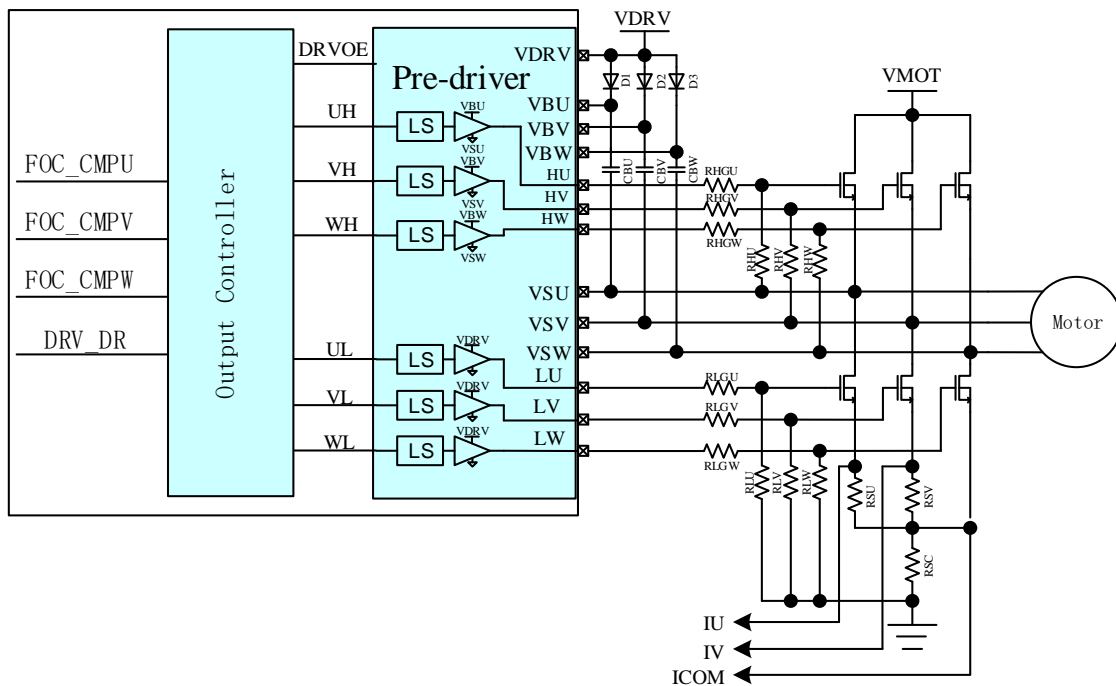 VDRV
DRVOE
VDRV
Pre-driver
D1
D2
D3
VMOT
VBU
UH
LS
VBU
VSU
VBV
VBW
FOC_CMPU
VH
LS
VBV
VSV
HU
CBU
CBV
CBW
RHGU
HV
RHGV
FOC_CMPV
WH
LS
VBW
VSW
HW
RHGW
RHU
RHV
RHW
Output Controller
FOC_CMPW
VSU
VSV
Motor
DRV_DR
UL
LS
VDRV
VSW
LU
RLGU
VL
LS
VDRV
LV
RLGV
WL
LS
VDRV
LW
RLGW
RLU
RLV
RLW
RSU
RSV
RSC
IU
IV
ICOM